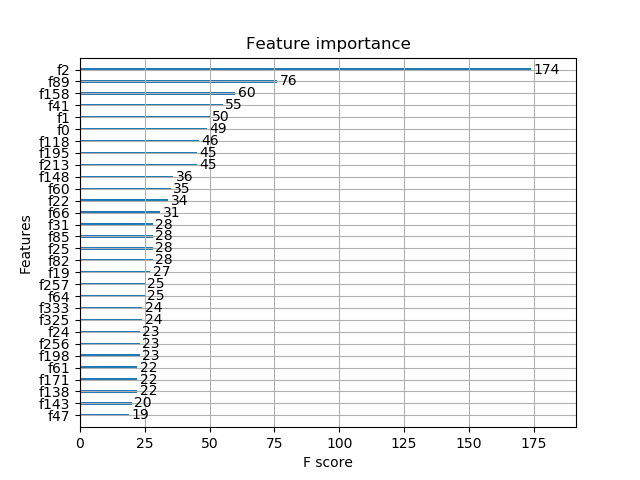 Feature importance
f2 174
f89 76
f158 60
f41 55
f1 50
f0 49
f118 46
f195 45
f213 45
f148 36
f60 35
f22 34
f66 31
f31 28
f85 28
f25 28
f82 28
f19 27
f257 25
f64 25
f333 24
f325 24
f24 23
f256 23
f198 23
f61 22
f171 22
f138 22
f143 20
f47 19
Features
0 25 50 75 100 125 150 175
F score